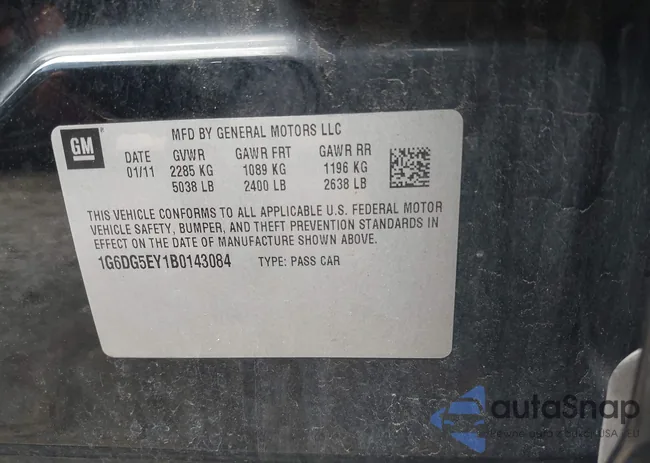 GM
MFD BY GENERAL MOTORS LLC
DATE GVWR GAWR FRT GAWR RR
01/11 2285 KG 1089 KG 1196 KG
5038 LB 2400 LB 2638 LB
THIS VEHICLE CONFORMS TO ALL APPLICABLE U.S. FEDERAL MOTOR
VEHICLE SAFETY, BUMPER, AND THEFT PREVENTION STANDARDS IN
EFFECT ON THE DATE OF MANUFACTURE SHOWN ABOVE.
1G6DG5EY1B0143084 TYPE: PASS CAR
autaSnap